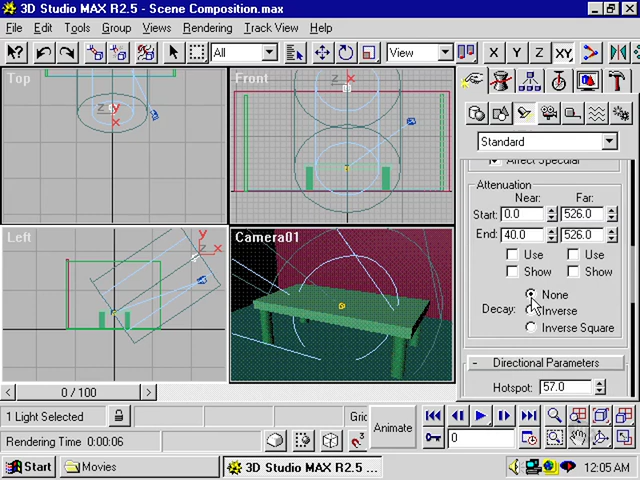 3D Studio MAX R2.5 - Scene Composition.max
File Edit Tools Group Views Rendering Track View Help
All View X Y Z XY
Top
Front
Left
Camera01
z y x
z x
y x
Standard
Affect Specular
Attenuation
Near: Far:
Start: 0.0 526.0
End: 40.0 526.0
Use Use
Show Show
None
Decay: Inverse
Inverse Square
- Directional Parameters
Hotspot: 57.0
< 0 / 100 >
1 Light Selected Gric
Animate
Rendering Time 0:00:06
0
Start Movies 3D Studio MAX R2.5 ... 12:05 AM